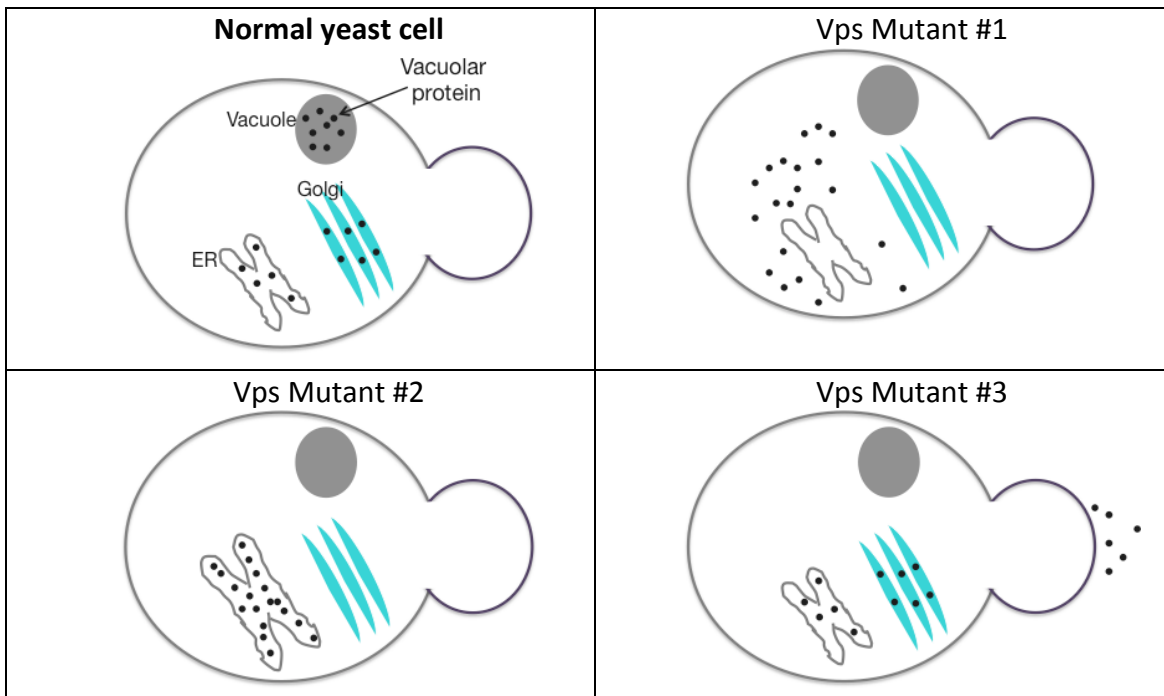 Normal yeast cell
Vacuolar
protein
Vacuole
Golgi
ER
Vps Mutant #1
Vps Mutant #2
Vps Mutant #3